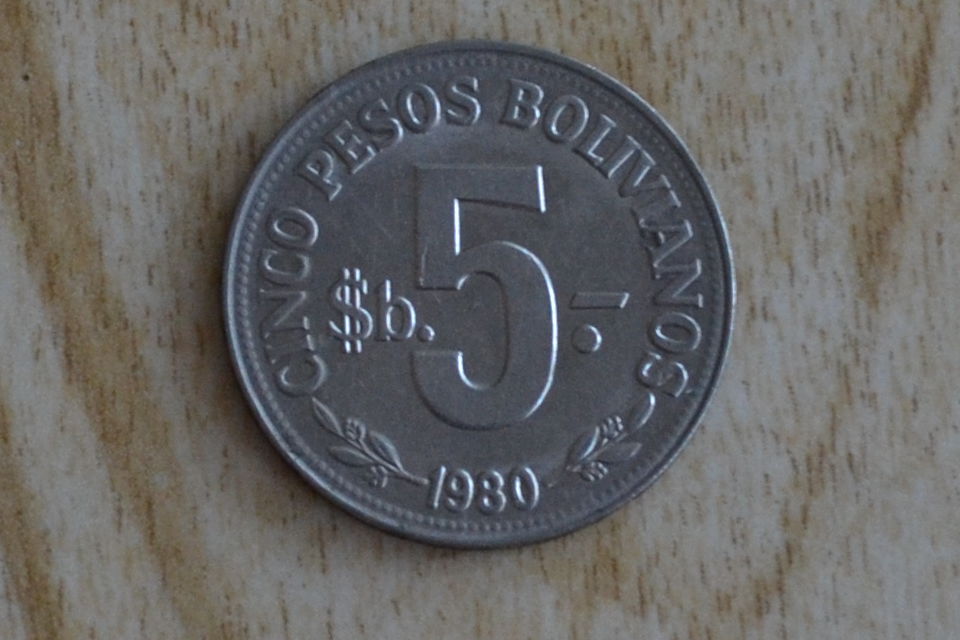 CINCO PESOS BOLIVIANOS
$b. 5.-
1980